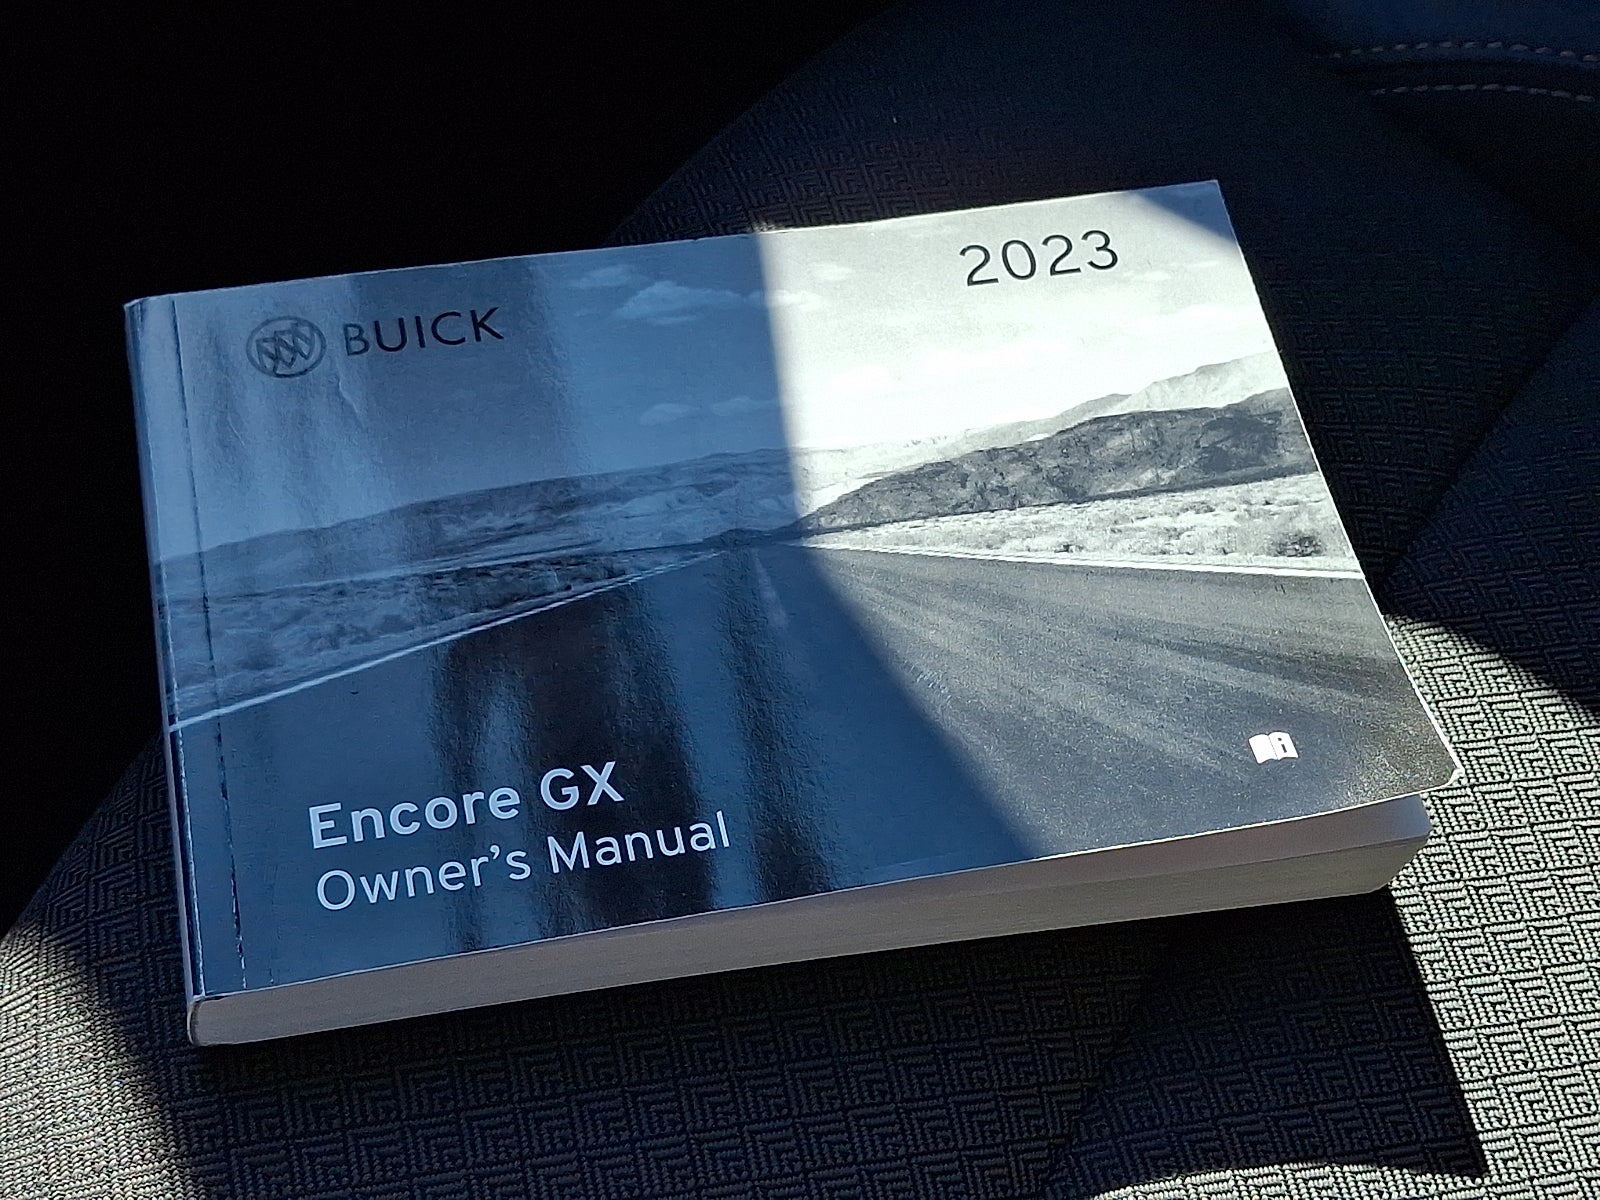 BUICK
2023
Encore GX
Owner's Manual
i